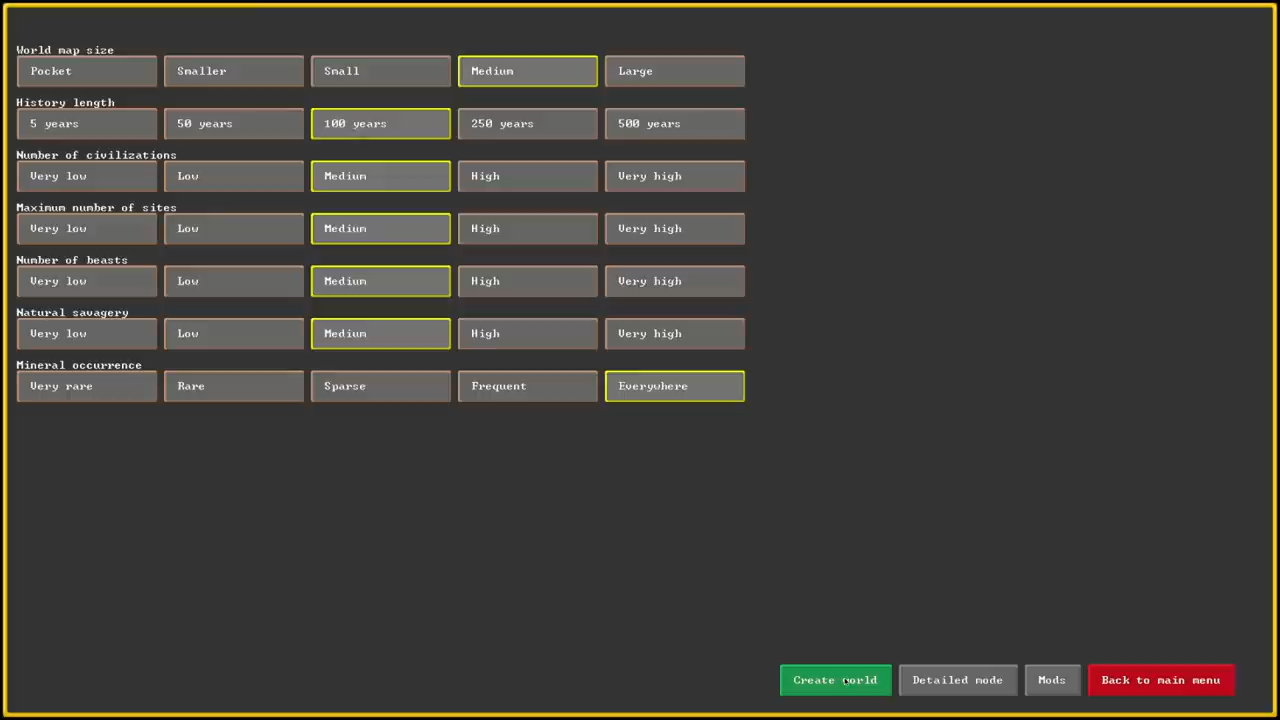 World map size
Pocket Smaller Small Medium Large
History length
5 years 50 years 100 years 250 years 500 years
Number of civilizations
Very low Low Medium High Very high
Maximum number of sites
Very low Low Medium High Very high
Number of beasts
Very low Low Medium High Very high
Natural savagery
Very low Low Medium High Very high
Mineral occurrence
Very rare Rare Sparse Frequent Everywhere
Create world Detailed mode Mods Back to main menu